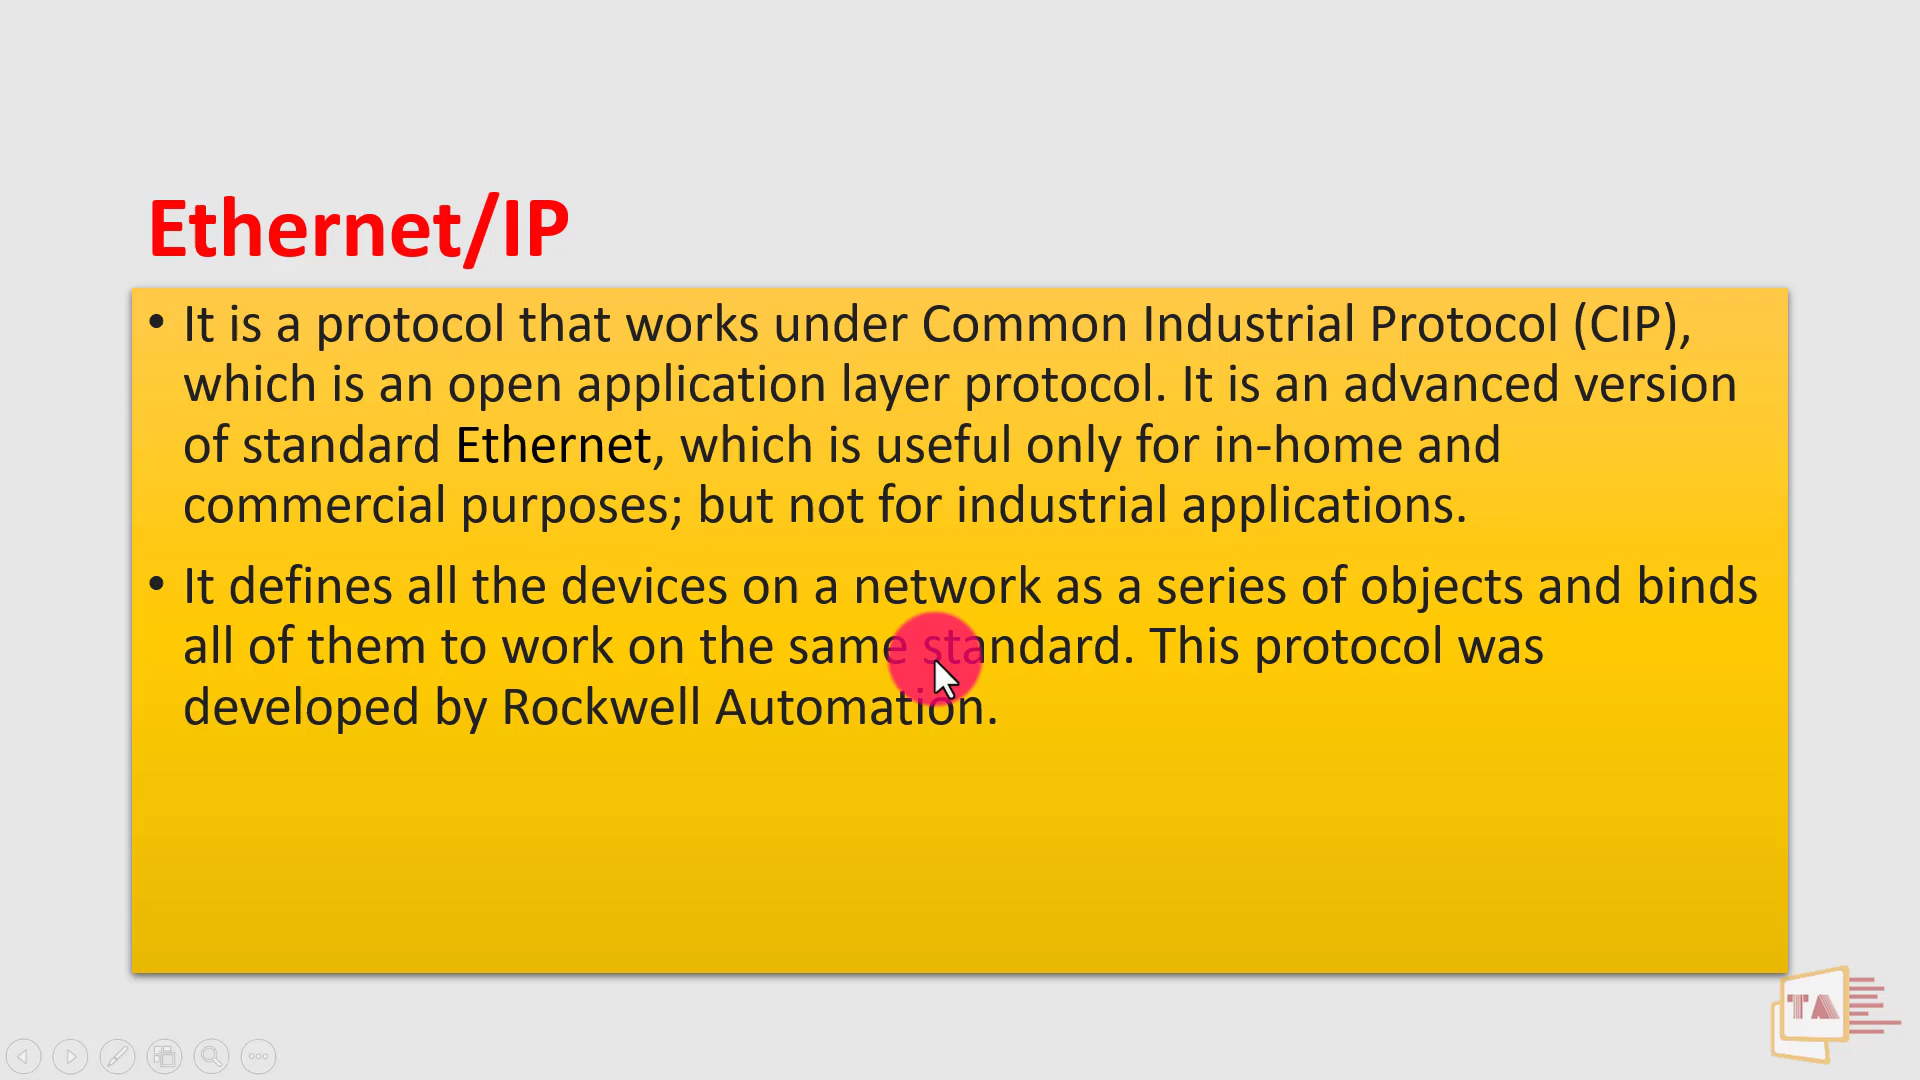 Ethernet/IP
• It is a protocol that works under Common Industrial Protocol (CIP),
which is an open application layer protocol. It is an advanced version
of standard Ethernet, which is useful only for in-home and
commercial purposes; but not for industrial applications.
• It defines all the devices on a network as a series of objects and binds
all of them to work on the same standard. This protocol was
developed by Rockwell Automation.
TA